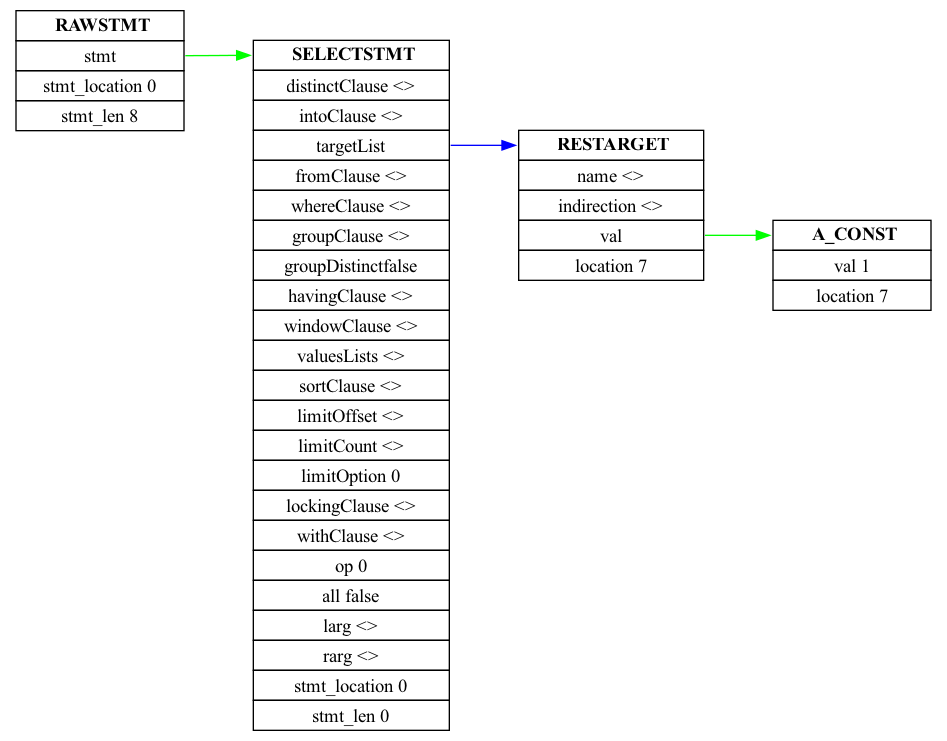 RAWSTMT
stmt
stmt_location 0
stmt_len 8
SELECTSTMT
distinctClause <>
intoClause <>
targetList
fromClause <>
whereClause <>
groupClause <>
groupDistinctfalse
havingClause <>
windowClause <>
valuesLists <>
sortClause <>
limitOffset <>
limitCount <>
limitOption 0
lockingClause <>
withClause <>
op 0
all false
larg <>
rarg <>
stmt_location 0
stmt_len 0
RESTARGET
name <>
indirection <>
val
location 7
A_CONST
val 1
location 7